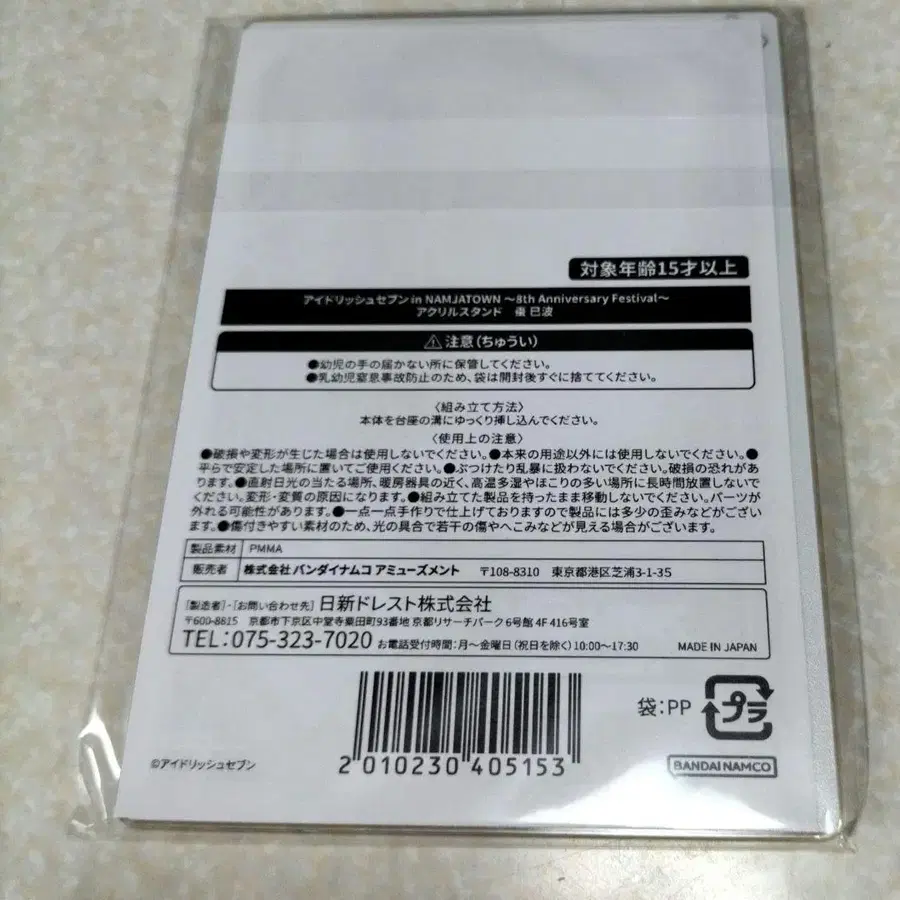 対象年齢15才以上
アイドリッシュセブン in NAMJATOWN ～8th Anniversary Festival～
アクリルスタンド 棗 巳波
⚠注意(ちゅうい)
●幼児の手の届かない所に保管してください。
●乳幼児窒息事故防止のため、袋は開封後すぐに捨ててください。
〈組み立て方法〉
本体を台座の溝にゆっくり挿し込んでください。
〈使用上の注意〉
●破損や変形が生じた場合は使用しないでください。●本来の用途以外には使用しないでください。●
平らで安定した場所に置いてご使用ください。●ぶつけたり乱暴に扱わないでください。破損の恐れがあり
ます。●直射日光の当たる場所、暖房器具の近く、高温多湿やほこりの多い場所に長時間放置しないで
ください。変形・変質の原因になります。●組み立てた製品を持ったまま移動しないでください。パーツが
外れる可能性があります。●一点一点手作りで仕上げておりますので製品には多少の歪みなどがござい
ます。●傷付きやすい素材のため、光の具合で若干の傷やへこみなどが見える場合がございます。
製品素材 PMMA
販売者 株式会社 バンダイナムコ アミューズメント 〒108-8310 東京都港区芝浦3-1-35
[製造者]・[お問い合わせ先] 日新ドレスト株式会社
〒600-8815 京都市下京区中堂寺粟田町93番地 京都リサーチパーク6号館 4F 416号室
TEL:075-323-7020 お電話受付時間:月～金曜日(祝日を除く)10:00～17:30 MADE IN JAPAN
袋:PP プラ
2 010230 405153
©アイドリッシュセブン
BANDAI NAMCO